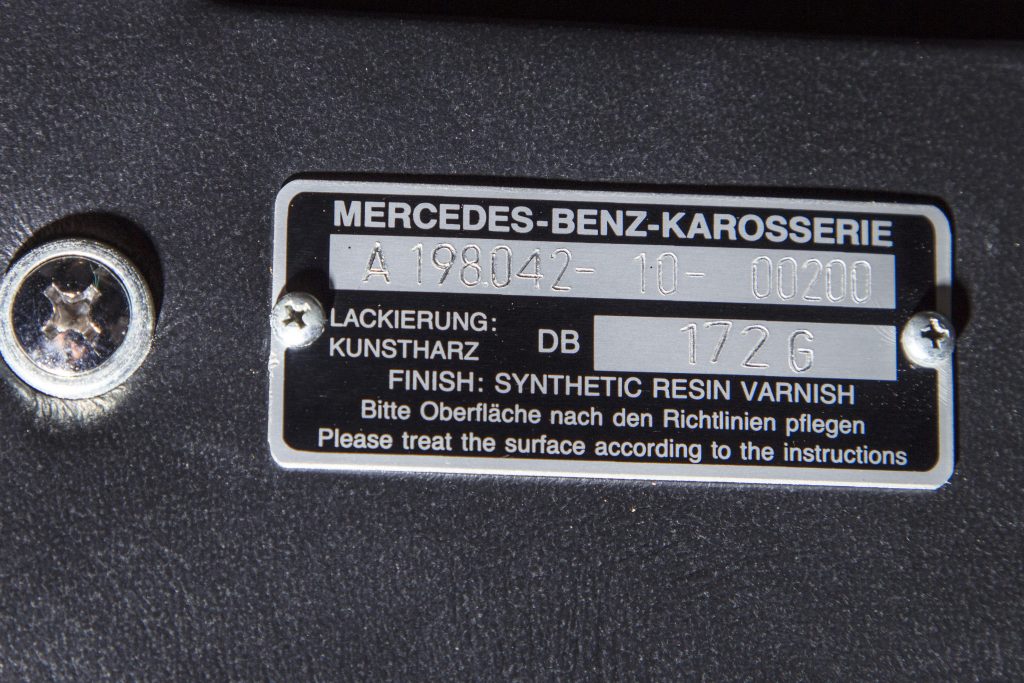 MERCEDES-BENZ-KAROSSERIE
A 198.042- 10- 00200
LACKIERUNG:
KUNSTHARZ DB 172 G
FINISH: SYNTHETIC RESIN VARNISH
Bitte Oberfläche nach den Richtlinien pflegen
Please treat the surface according to the instructions